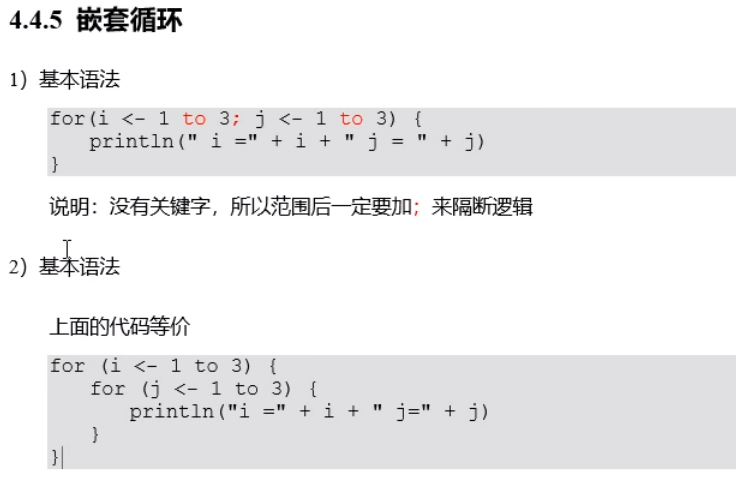 4.4.5 嵌套循环
1）基本语法
for(i <- 1 to 3; j <- 1 to 3) {
println(" i =" + i + " j = " + j)
}
说明：没有关键字，所以范围后一定要加；来隔断逻辑
2）基本语法
上面的代码等价
for (i <- 1 to 3) {
for (j <- 1 to 3) {
println("i =" + i + " j=" + j)
}
}